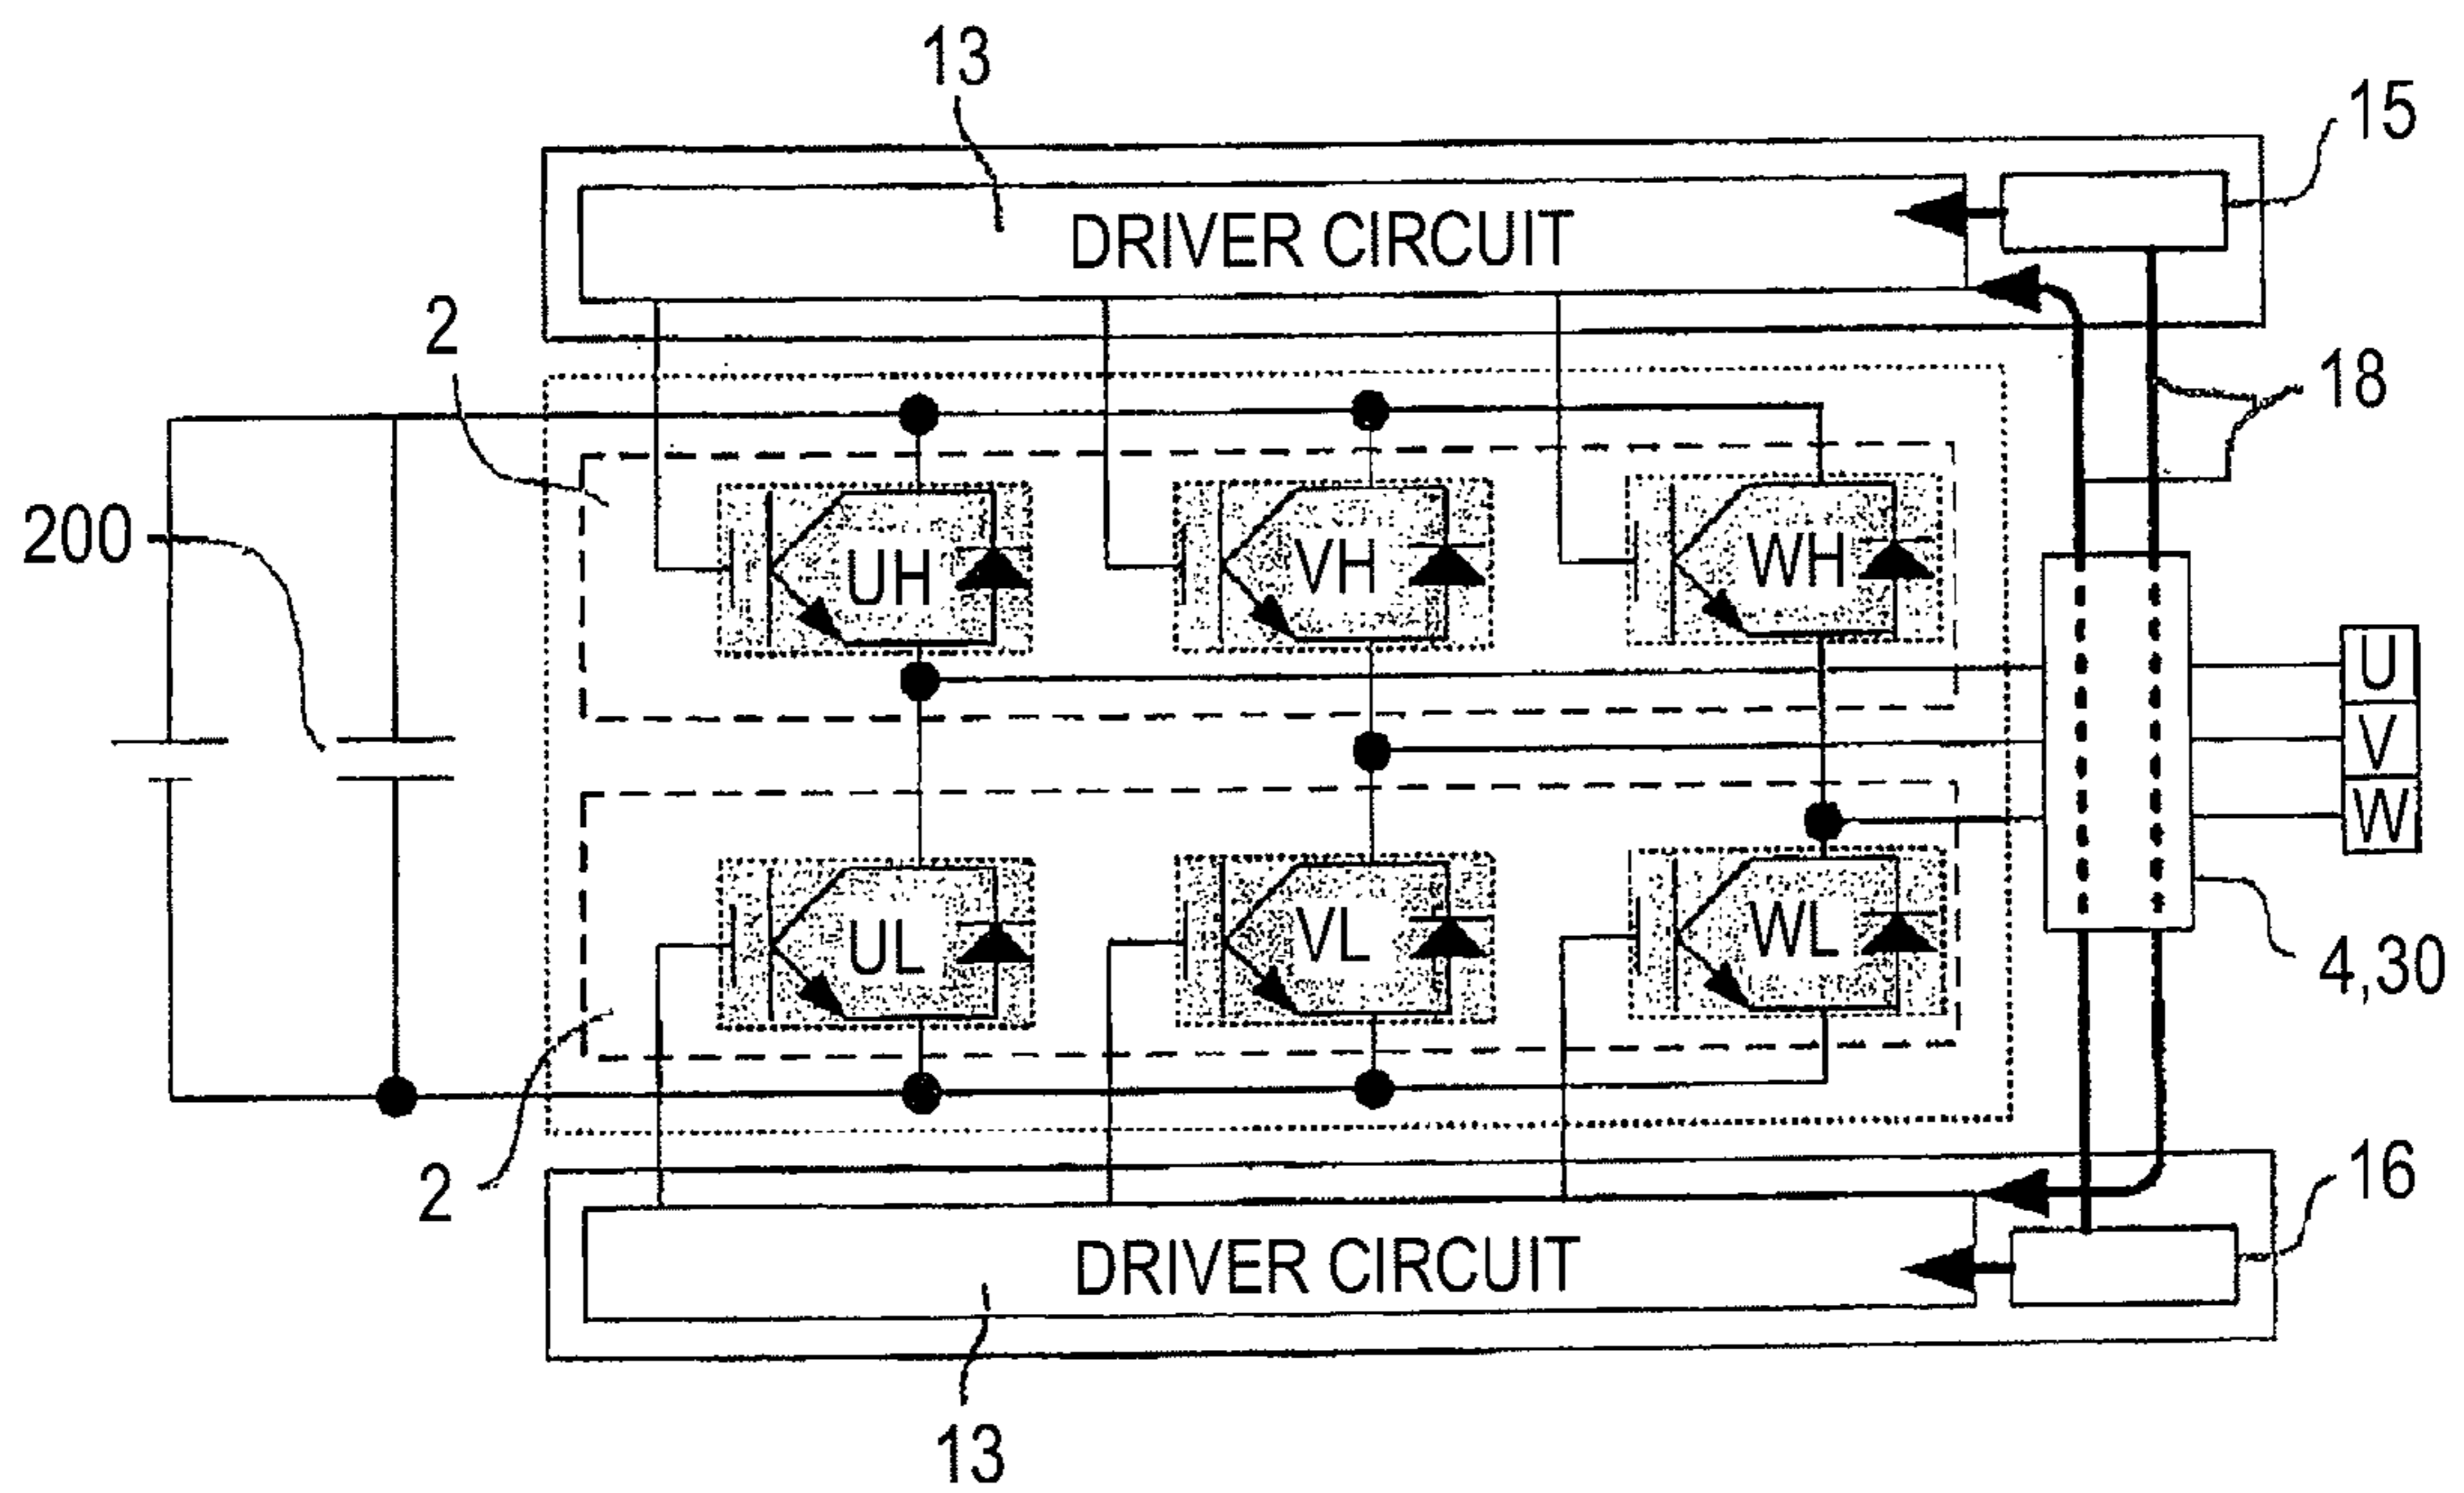 13
15
DRIVER CIRCUIT
2
18
200
UH
VH
WH
U
V
W
UL
VL
WL
4,30
2
16
DRIVER CIRCUIT
13